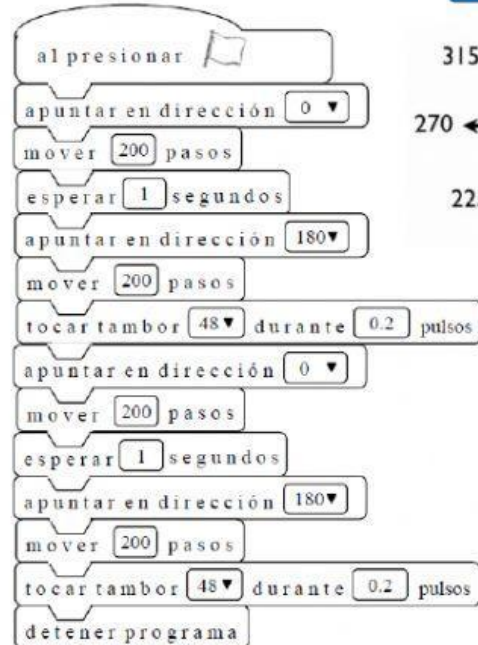 al presionar
315
apuntar en dirección 0 ▼
270
mover 200 pasos
esperar 1 segundos
22
apuntar en dirección 180▼
mover 200 pasos
tocar tambor 48▼ durante 0.2 pulsos
apuntar en dirección 0 ▼
mover 200 pasos
esperar 1 segundos
apuntar en dirección 180▼
mover 200 pasos
tocar tambor 48▼ durante 0.2 pulsos
detener programa